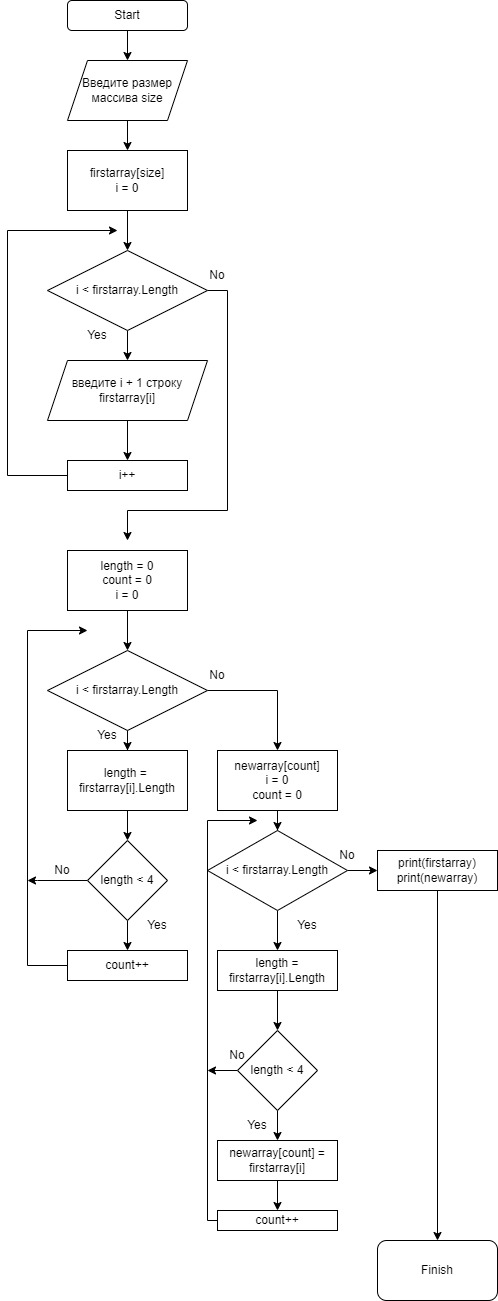 Start
Введите размер
массива size
firstarray[size]
i = 0
i < firstarray.Length
No
Yes
введите i + 1 строку
firstarray[i]
i++
length = 0
count = 0
i = 0
i < firstarray.Length
No
Yes
length =
firstarray[i].Length
length < 4
No
Yes
count++
newarray[count]
i = 0
count = 0
i < firstarray.Length
No
Yes
print(firstarray)
print(newarray)
length =
firstarray[i].Length
length < 4
No
Yes
newarray[count] =
firstarray[i]
count++
Finish